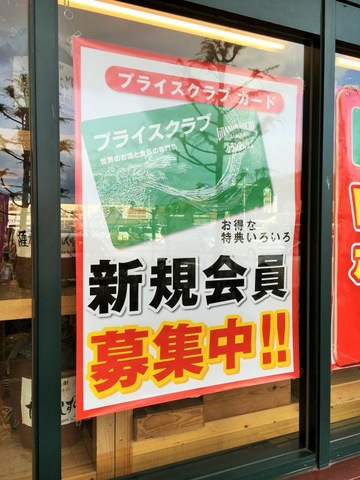 プライスクラブ カード
プライスクラブ
世界のお酒と食品の専門店
お得な
特典いろいろ
新規会員
募集中!!